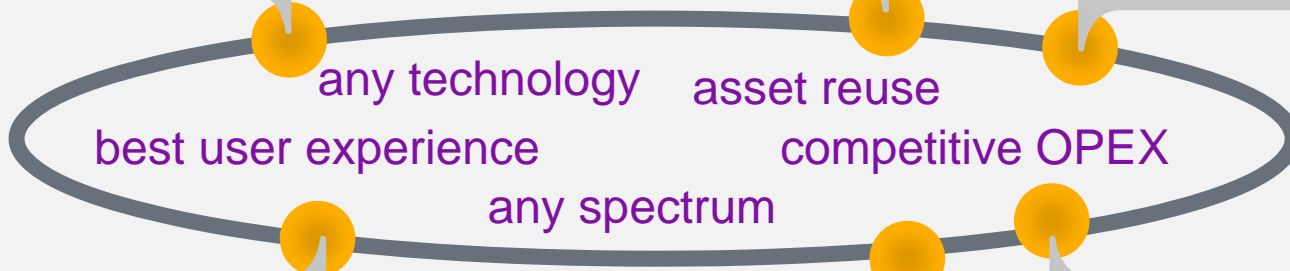 any technology
asset reuse
best user experience
competitive OPEX
any spectrum